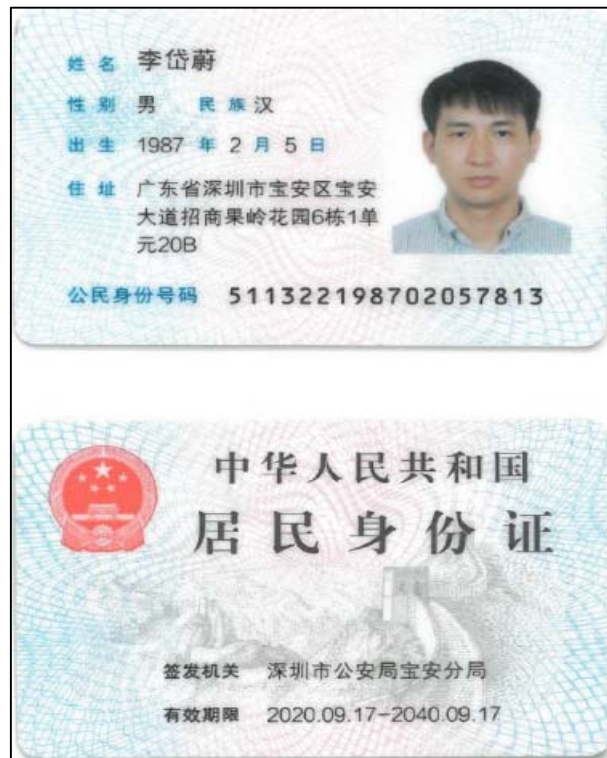 姓名 李岱蔚
性别 男 民族 汉
出生 1987 年 2 月 5 日
住址 广东省深圳市宝安区宝安
大道招商果岭花园6栋1单
元20B
公民身份号码 511322198702057813
中华人民共和国
居民身份证
签发机关 深圳市公安局宝安分局
有效期限 2020.09.17-2040.09.17